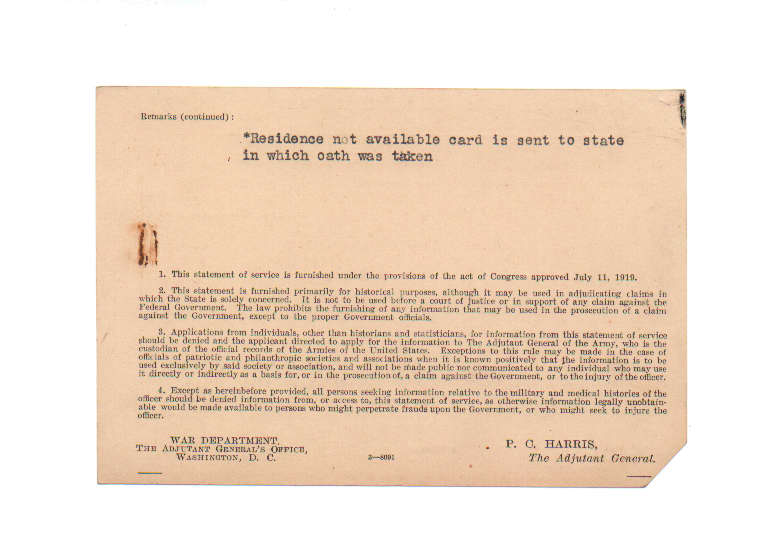 Remarks (continued):
*Residence not available card is sent to state
in which oath was taken
1. This statement of service is furnished under the provisions of the act of Congress approved July 11, 1919.
2. This statement is furnished primarily for historical purposes, although it may be used in adjudicating claims in
which the State is solely concerned. It is not to be used before a court of justice or in support of any claim against the
Federal Government. The law prohibits the furnishing of any information that may be used in the prosecution of a claim
against the Government, except to the proper Government officials.
3. Applications from individuals, other than historians and statisticians, for information from this statement of service
should be denied and the applicant directed to apply for the information to The Adjutant General of the Army, who is the
custodian of the official records of the Armies of the United States. Exceptions to this rule may be made in the case of
officials of patriotic and philanthropic societies and associations when it is known positively that the information is to be
used exclusively by said society or association, and will not be made public nor communicated to any individual who may use
it directly or indirectly as a basis for, or in the prosecution of, a claim against the Government, or to the injury of the officer.
4. Except as hereinbefore provided, all persons seeking information relative to the military and medical histories of the
officer should be denied information from, or access to, this statement of service, as otherwise information legally unobtain-
able would be made available to persons who might perpetrate frauds upon the Government, or who might seek to injure the
officer.
WAR DEPARTMENT,
THE ADJUTANT GENERAL'S OFFICE,
WASHINGTON, D. C.
3—8091
P. C. HARRIS,
The Adjutant General.